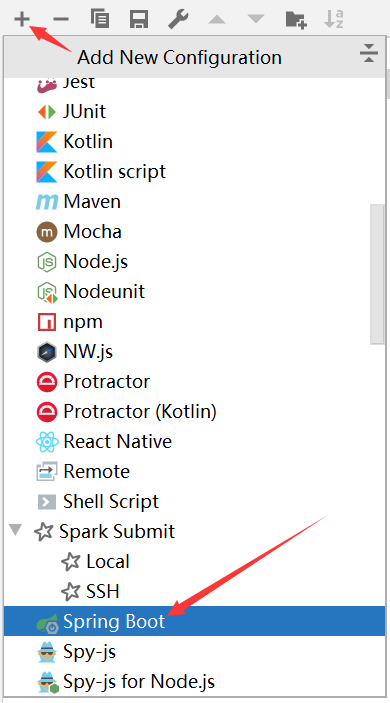 Add New Configuration
Jest
JUnit
Kotlin
Kotlin script
Maven
Mocha
Node.js
Nodeunit
npm
NW.js
Protractor
Protractor (Kotlin)
React Native
Remote
Shell Script
Spark Submit
Local
SSH
Spring Boot
Spy-js
Spy-js for Node.js